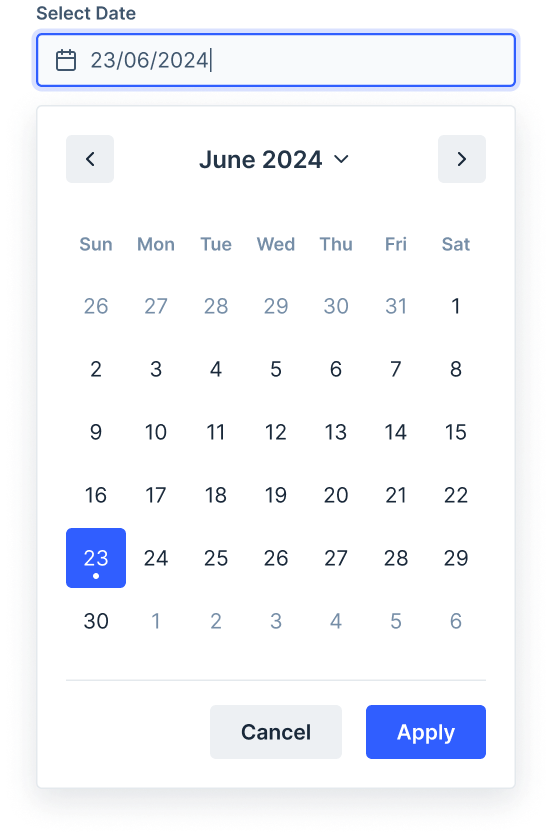 Select Date
23/06/2024
June 2024
Sun Mon Tue Wed Thu Fri Sat
26 27 28 29 30 31 1
2 3 4 5 6 7 8
9 10 11 12 13 14 15
16 17 18 19 20 21 22
23 24 25 26 27 28 29
30 1 2 3 4 5 6
Cancel Apply